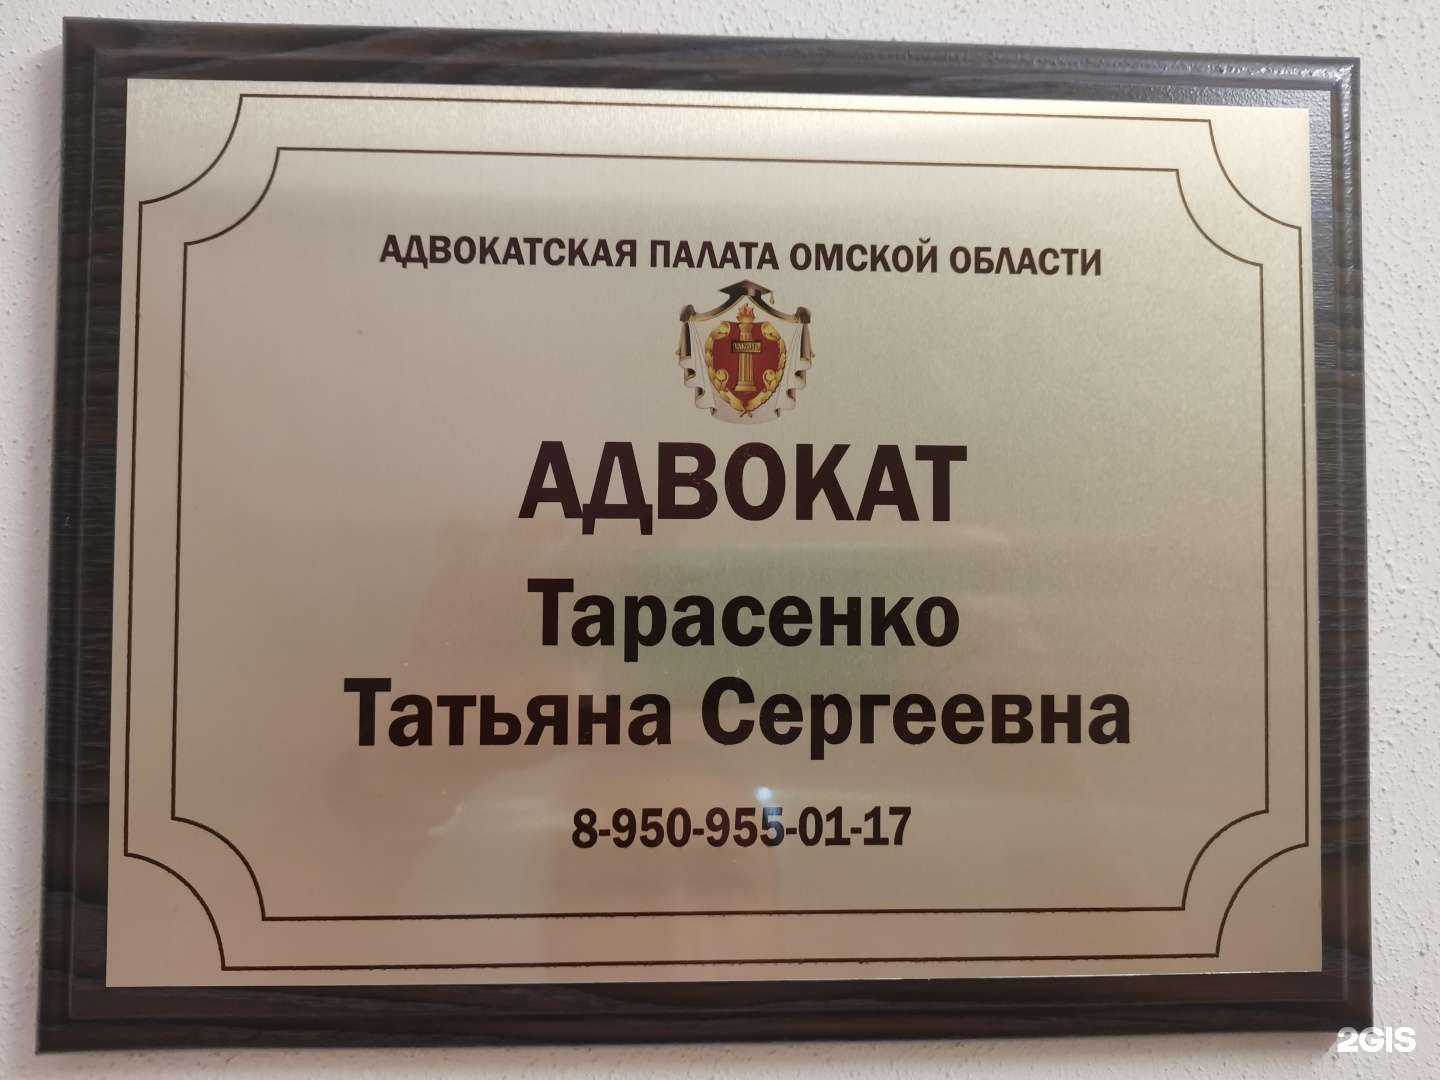 АДВОКАТСКАЯ ПАЛАТА ОМСКОЙ ОБЛАСТИ
АДВОКАТ
Тарасенко
Татьяна Сергеевна
8-950-955-01-17
2GIS